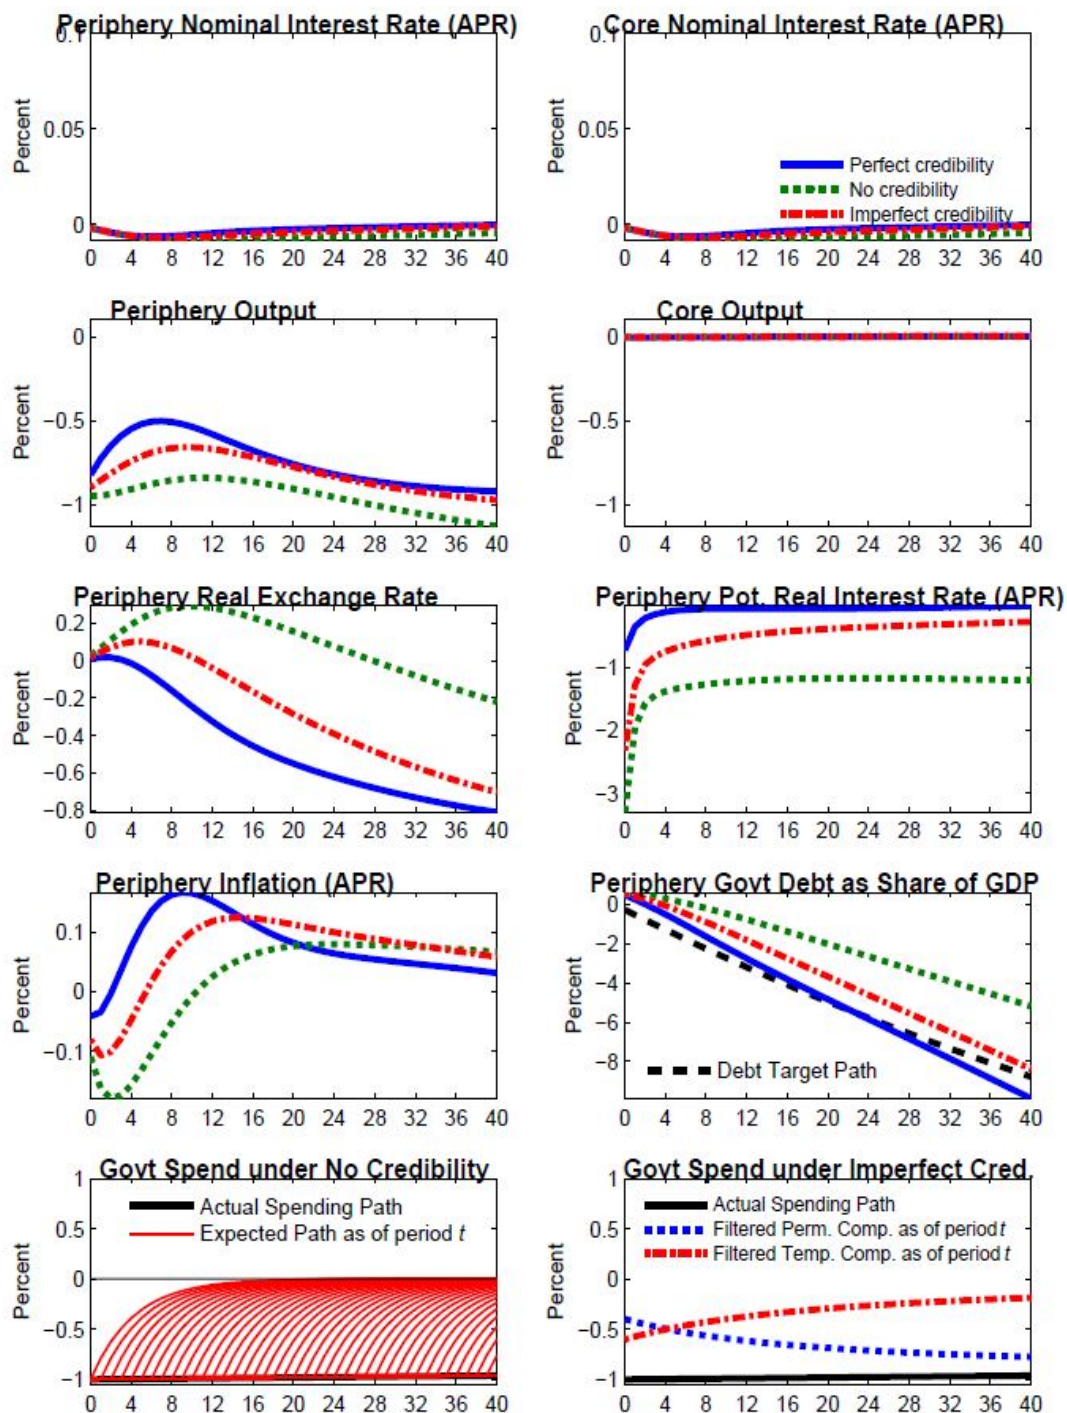 Periphery Nominal Interest Rate (APR)
0.1
Percent
0.05
0
0 4 8 12 16 20 24 28 32 36 40
Core Nominal Interest Rate (APR)
0.1
Percent
0.05
0
Perfect credibility
No credibility
Imperfect credibility
0 4 8 12 16 20 24 28 32 36 40
Periphery Output
0
Percent
−0.5
−1
0 4 8 12 16 20 24 28 32 36 40
Core Output
0
Percent
−0.5
−1
0 4 8 12 16 20 24 28 32 36 40
Periphery Real Exchange Rate
0.2
0
Percent
−0.2
−0.4
−0.6
−0.8
0 4 8 12 16 20 24 28 32 36 40
Periphery Pot. Real Interest Rate (APR)
Percent
−1
−2
−3
0 4 8 12 16 20 24 28 32 36 40
Periphery Inflation (APR)
0.1
Percent
0
−0.1
0 4 8 12 16 20 24 28 32 36 40
Periphery Govt Debt as Share of GDP
0
−2
Percent
−4
−6
−8
Debt Target Path
0 4 8 12 16 20 24 28 32 36 40
Govt Spend under No Credibility
1
Actual Spending Path
0.5
Expected Path as of period t
Percent
0
−0.5
−1
0 4 8 12 16 20 24 28 32 36 40
Govt Spend under Imperfect Cred.
1
Actual Spending Path
0.5
Filtered Perm. Comp. as of period t
Filtered Temp. Comp. as of period t
Percent
0
−0.5
−1
0 4 8 12 16 20 24 28 32 36 40